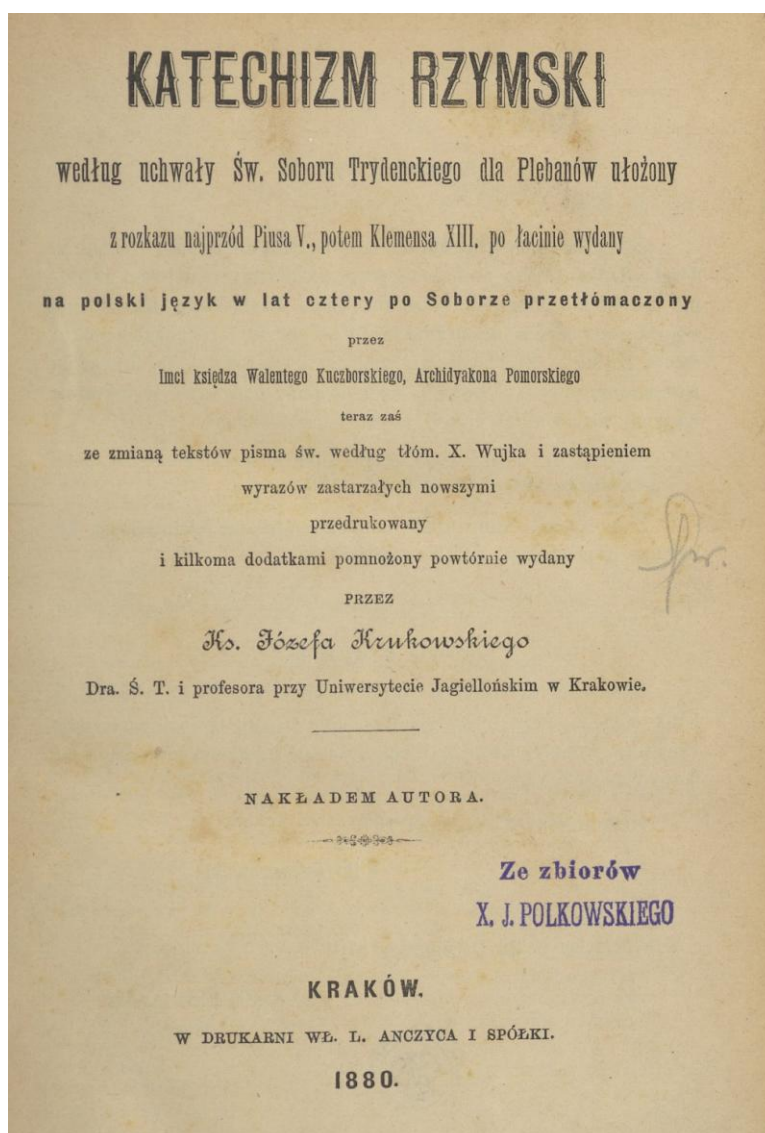 KATECHIZM RZYMSKI
według uchwały Św. Soboru Trydenckiego dla Plebanów ułożony
z rozkazu najprzód Piusa V., potem Klemensa XIII. po łacinie wydany
na polski język w lat cztery po Soborze przetłómaczony
przez
Imci księdza Walentego Kuczborskiego, Archidyakona Pomorskiego
teraz zaś
ze zmianą tekstów pisma św. według tłóm. X. Wujka i zastąpieniem
wyrazów zastarzałych nowszymi
przedrukowany
i kilkoma dodatkami pomnożony powtórnie wydany
PRZEZ
Ks. Józefa Krukowskiego
Dra. Ś. T. i profesora przy Uniwersytecie Jagiellońskim w Krakowie.
NAKŁADEM AUTORA.
Ze zbiorów
X. J. POLKOWSKIEGO
KRAKÓW.
W DRUKARNI WŁ. L. ANCZYCA I SPÓŁKI.
1880.